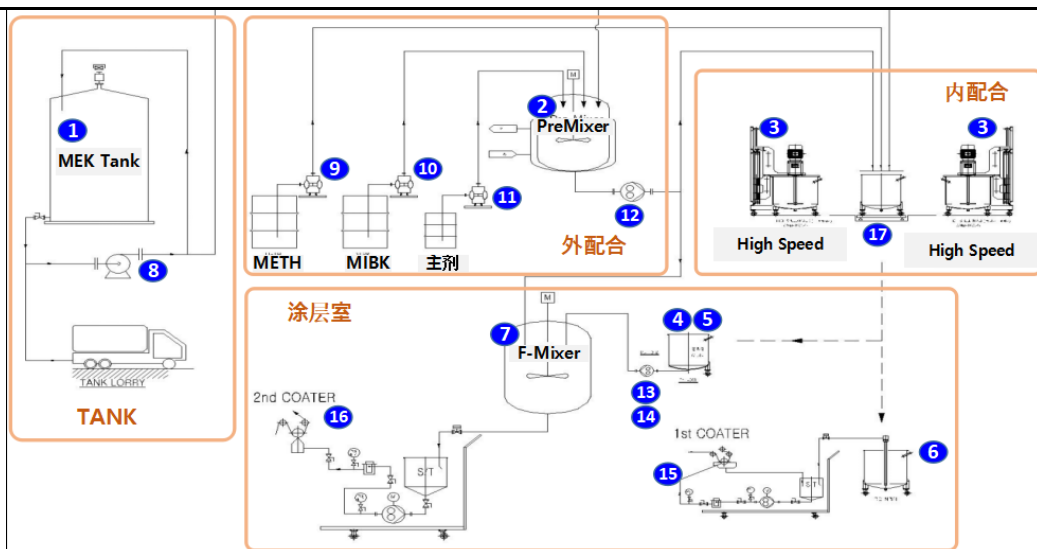 1
MEK Tank
8
TANK LORRY
TANK
M
2
PreMixer
9
10
11
12
METH
MIBK
主剂
外配合
内配合
3
3
High Speed
17
High Speed
涂层室
M
7
F-Mixer
4
5
13
14
2nd COATER
16
S/T
1st COATER
15
S/T
6